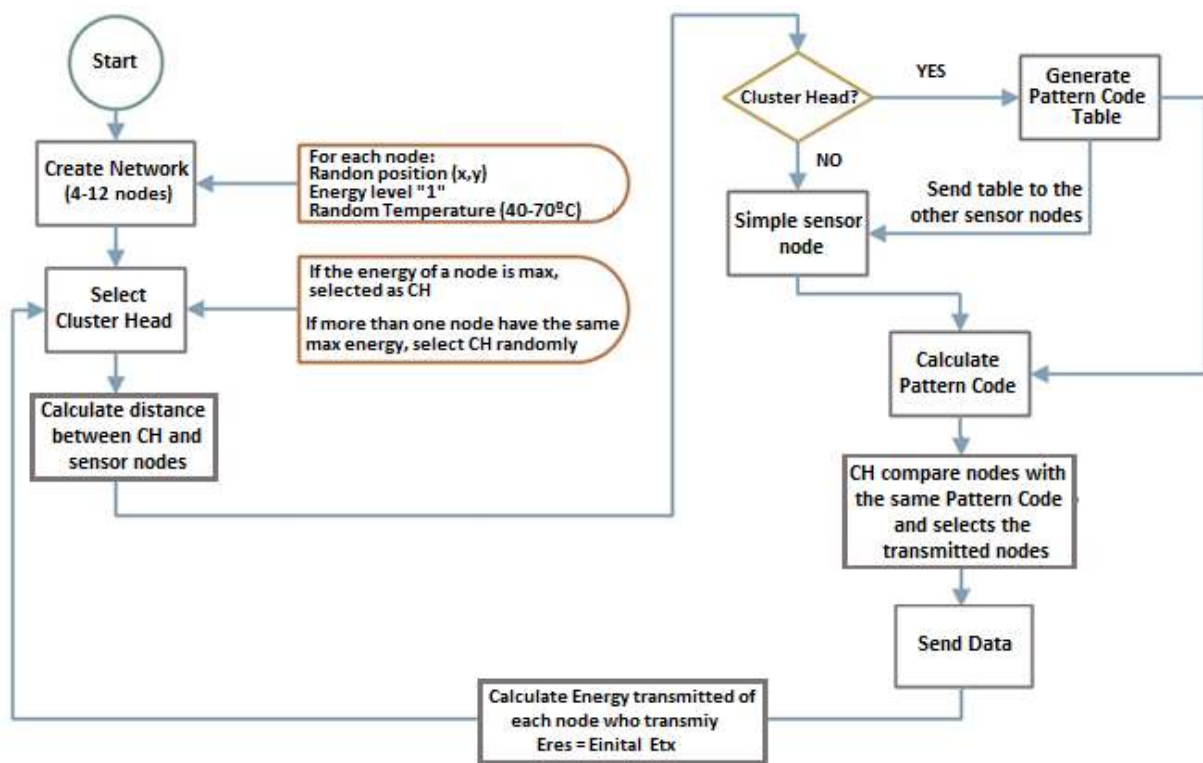 Start
Create Network
(4-12 nodes)
For each node:
Randon position (x,y)
Energy level "1"
Random Temperature (40-70ºC)
Select
Cluster Head
If the energy of a node is max,
selected as CH
If more than one node have the same
max energy, select CH randomly
Calculate distance
between CH and
sensor nodes
Cluster Head?
YES
Generate
Pattern Code
Table
NO
Send table to the
other sensor nodes
Simple sensor
node
Calculate
Pattern Code
CH compare nodes with
the same Pattern Code
and selects the
transmitted nodes
Send Data
Calculate Energy transmitted of
each node who transmiy
Eres = Einital Etx